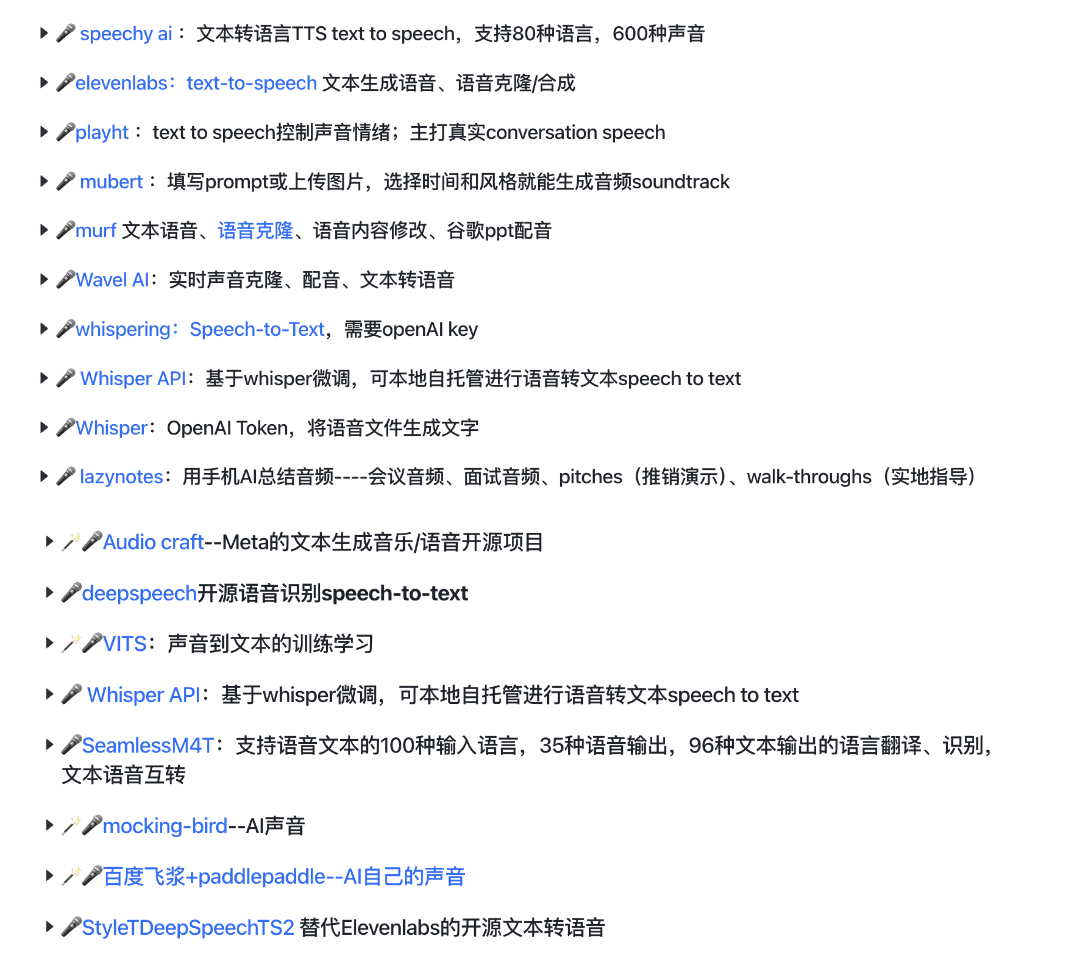 speechy ai： 文本转语言TTS text to speech，支持80种语言，600种声音
elevenlabs：text-to-speech 文本生成语音、语音克隆/合成
playht： text to speech控制声音情绪；主打真实conversation speech
mubert： 填写prompt或上传图片，选择时间和风格就能生成音频soundtrack
murf 文本语音、语音克隆、语音内容修改、谷歌ppt配音
Wavel AI：实时声音克隆、配音、文本转语音
whispering：Speech-to-Text，需要openAI key
Whisper API：基于whisper微调，可本地自托管进行语音转文本speech to text
Whisper：OpenAI Token，将语音文件生成文字
lazynotes：用手机AI总结音频----会议音频、面试音频、pitches（推销演示）、walk-throughs（实地指导）
Audio craft--Meta的文本生成音乐/语音开源项目
deepspeech开源语音识别speech-to-text
VITS：声音到文本的训练学习
Whisper API：基于whisper微调，可本地自托管进行语音转文本speech to text
SeamlessM4T：支持语音文本的100种输入语言，35种语音输出，96种文本输出的语言翻译、识别，
文本语音互转
mocking-bird--AI声音
百度飞浆+paddlepaddle--AI自己的声音
StyleTDeepSpeechTS2 替代Elevenlabs的开源文本转语音